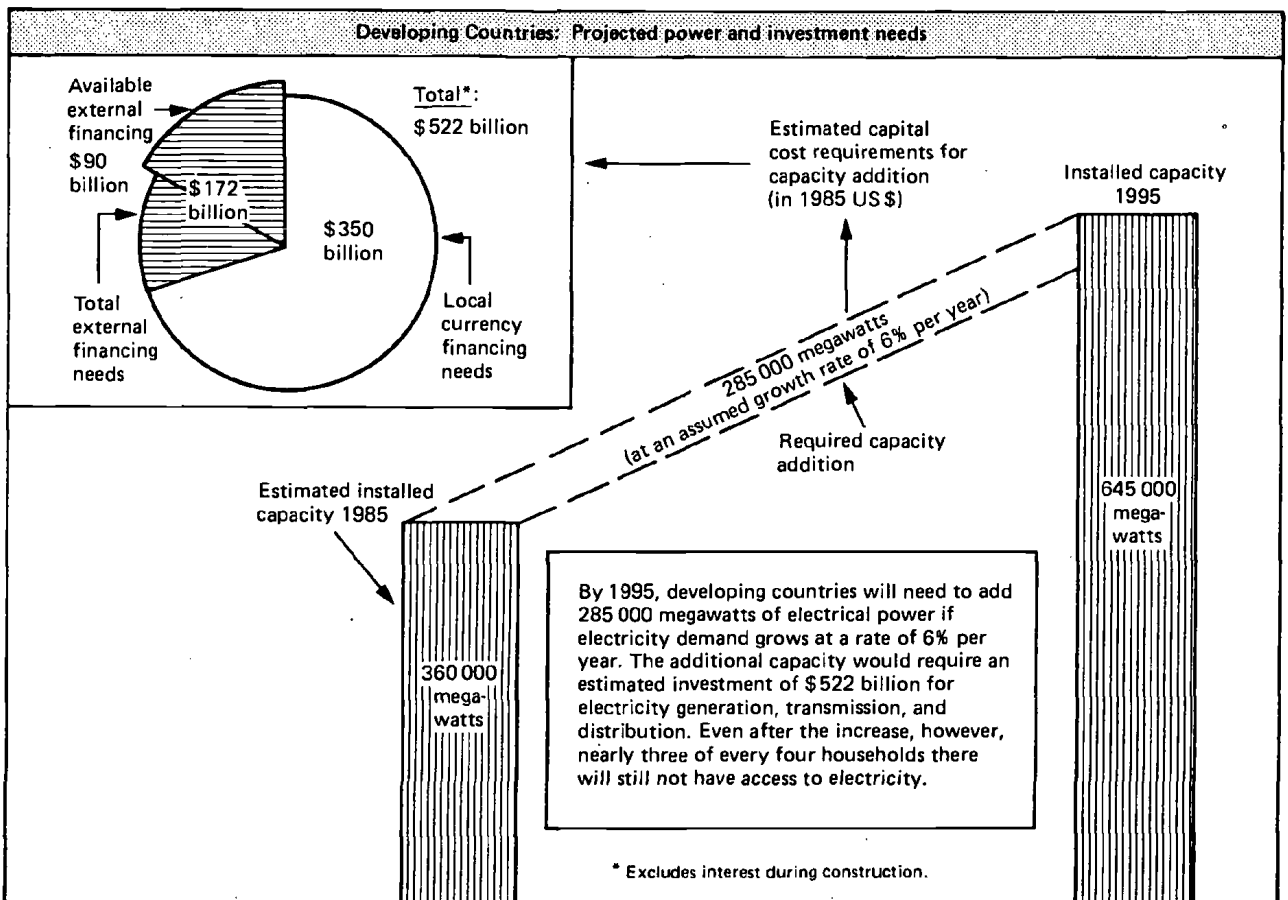 Developing Countries: Projected power and investment needs
Available
external
financing
$90
billion
$172
billion
Total*:
$522 billion
$350
billion
Total
external
financing
needs
Local
currency
financing
needs
Estimated capital
cost requirements for
capacity addition
(in 1985 US $)
Installed capacity
1995
285 000 megawatts
(at an assumed growth rate of 6% per year)
Required capacity
addition
Estimated installed
capacity 1985
360 000
mega-
watts
645 000
mega-
watts
By 1995, developing countries will need to add
285 000 megawatts of electrical power if
electricity demand grows at a rate of 6% per
year. The additional capacity would require an
estimated investment of $522 billion for
electricity generation, transmission, and
distribution. Even after the increase, however,
nearly three of every four households there
will still not have access to electricity.
* Excludes interest during construction.